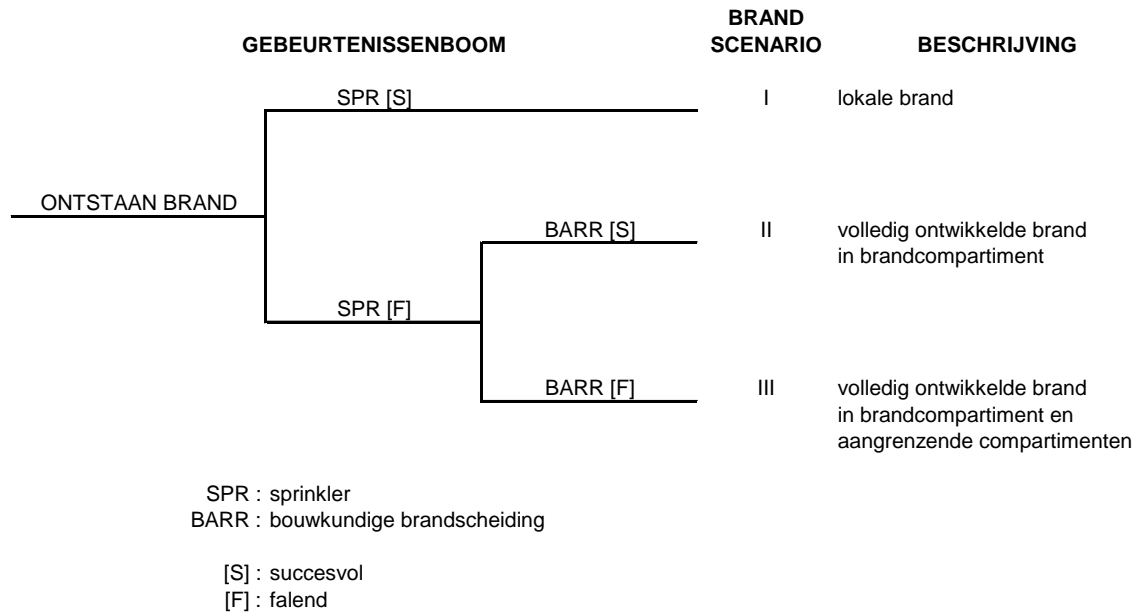 BRAND
GEBEURTENISSENBOOM SCENARIO BESCHRIJVING
SPR [S] I lokale brand
ONTSTAAN BRAND
BARR [S] II volledig ontwikkelde brand
in brandcompartiment
SPR [F]
BARR [F] III volledig ontwikkelde brand
in brandcompartiment en
aangrenzende compartimenten
SPR : sprinkler
BARR : bouwkundige brandscheiding
[S] : succesvol
[F] : falend